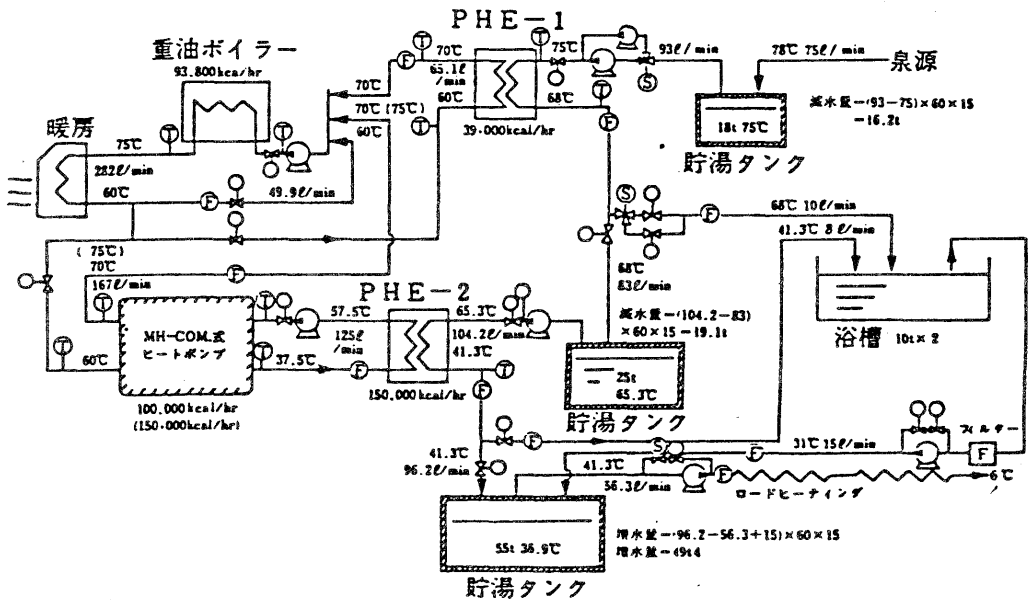 PHE-1
重油ボイラー
93.800kcal/hr
暖房
75℃
282ℓ/min
60℃
F
49.9ℓ/min
T
T
70℃
70℃(75℃)
60℃
F
T
70℃
65.1ℓ
/min
60℃
T
39.000kcal/hr
T
75℃
68℃
T
F
93ℓ/min
S
78℃ 75ℓ/min
泉源
18t 75℃
貯湯タンク
減水量-(93-75)×60×15
-16.2t
S
F
68℃ 10ℓ/min
41.3℃ 8ℓ/min
68℃
83ℓ/min
減水量-(104.2-83)
×60×15-19.1t
浴槽 10t×2
(75℃)
70℃
167ℓ/min
F
T
T
60℃
MH-COM.式
ヒートポンプ
100.000kcal/hr
(150.000kcal/hr)
T
57.5℃
125ℓ
/min
T
37.5℃
F
PHE-2
65.3℃
104.2ℓ/min
41.3℃
T
150.000kcal/hr
F
25t
65.3℃
貯湯タンク
F
41.3℃
96.2ℓ/min
S
F
31℃ 15ℓ/min
フィルター
F
41.3℃
56.3ℓ/min
F
ロードヒーティング
6℃
55t 36.9℃
貯湯タンク
増水量-(96.2-56.3+15)×60×15
増水量-49t4